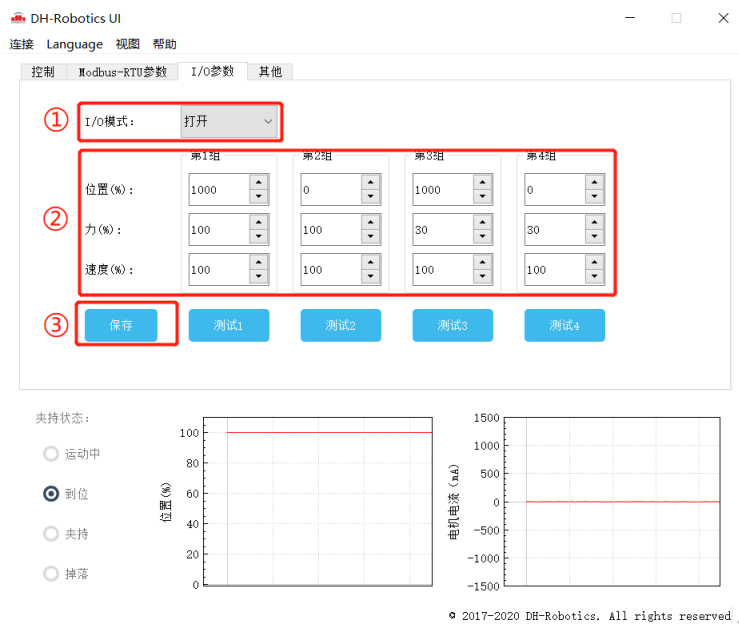 DH-Robotics UI
连接 Language 视图 帮助
控制 Modbus-RTU参数 I/O参数 其他
① I/O模式: 打开
第1组 第2组 第3组 第4组
② 位置(%): 1000 0 1000 0
力(%): 100 100 30 30
速度(%): 100 100 100 100
③ 保存 测试1 测试2 测试3 测试4
夹持状态:
运动中
到位
夹持
掉落
位置(%)
100
80
60
40
20
0
电机电流(mA)
1500
1000
500
0
-500
-1000
-1500
© 2017-2020 DH-Robotics. All rights reserved